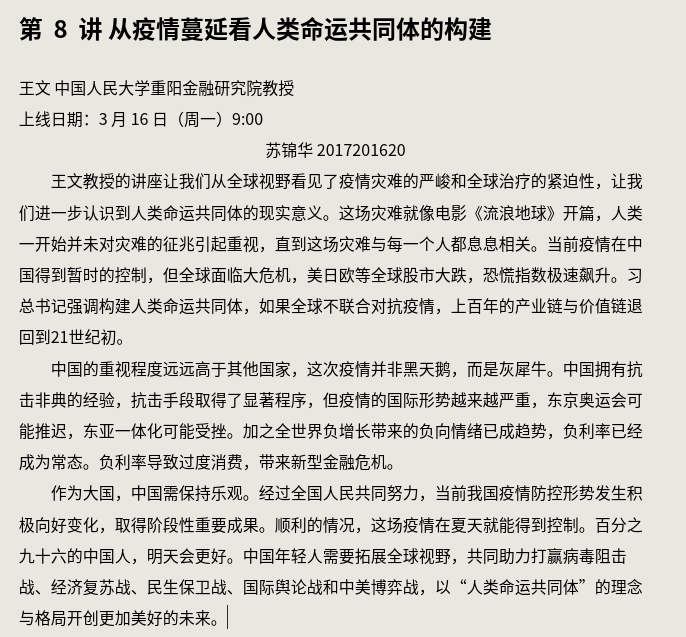 第 8 讲 从疫情蔓延看人类命运共同体的构建
王文 中国人民大学重阳金融研究院教授
上线日期：3 月 16 日（周一）9:00
苏锦华 2017201620
王文教授的讲座让我们从全球视野看见了疫情灾难的严峻和全球治疗的紧迫性，让我
们进一步认识到人类命运共同体的现实意义。这场灾难就像电影《流浪地球》开篇，人类
一开始并未对灾难的征兆引起重视，直到这场灾难与每一个人都息息相关。当前疫情在中
国得到暂时的控制，但全球面临大危机，美日欧等全球股市大跌，恐慌指数极速飙升。习
总书记强调构建人类命运共同体，如果全球不联合对抗疫情，上百年的产业链与价值链退
回到21世纪初。
中国的重视程度远远高于其他国家，这次疫情并非黑天鹅，而是灰犀牛。中国拥有抗
击非典的经验，抗击手段取得了显著程序，但疫情的国际形势越来越严重，东京奥运会可
能推迟，东亚一体化可能受挫。加之全世界负增长带来的负向情绪已成趋势，负利率已经
成为常态。负利率导致过度消费，带来新型金融危机。
作为大国，中国需保持乐观。经过全国人民共同努力，当前我国疫情防控形势发生积
极向好变化，取得阶段性重要成果。顺利的情况，这场疫情在夏天就能得到控制。百分之
九十六的中国人，明天会更好。中国年轻人需要拓展全球视野，共同助力打赢病毒阻击
战、经济复苏战、民生保卫战、国际舆论战和中美博弈战，以“人类命运共同体”的理念
与格局开创更加美好的未来。